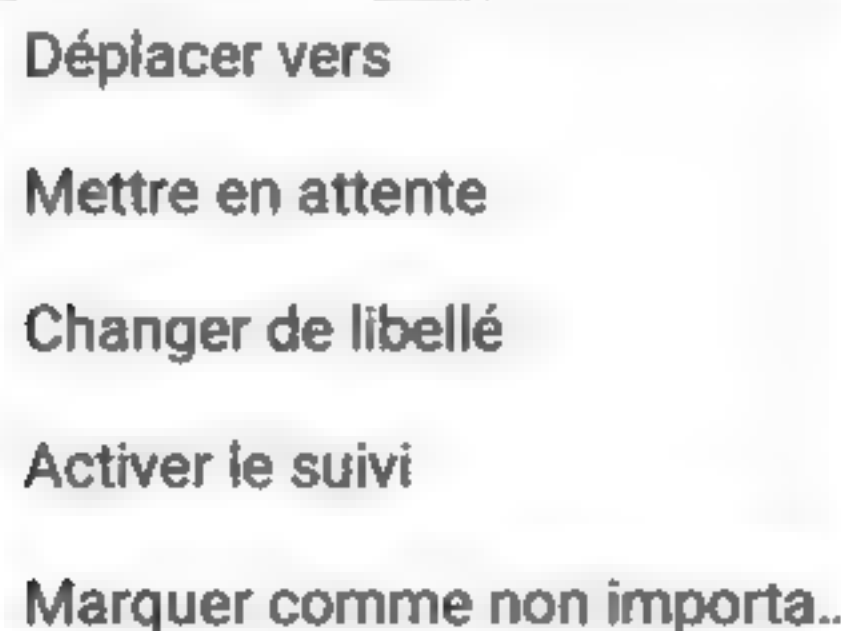 Déplacer vers
Mettre en attente
Changer de libellé
Activer le suivi
Marquer comme non importa..